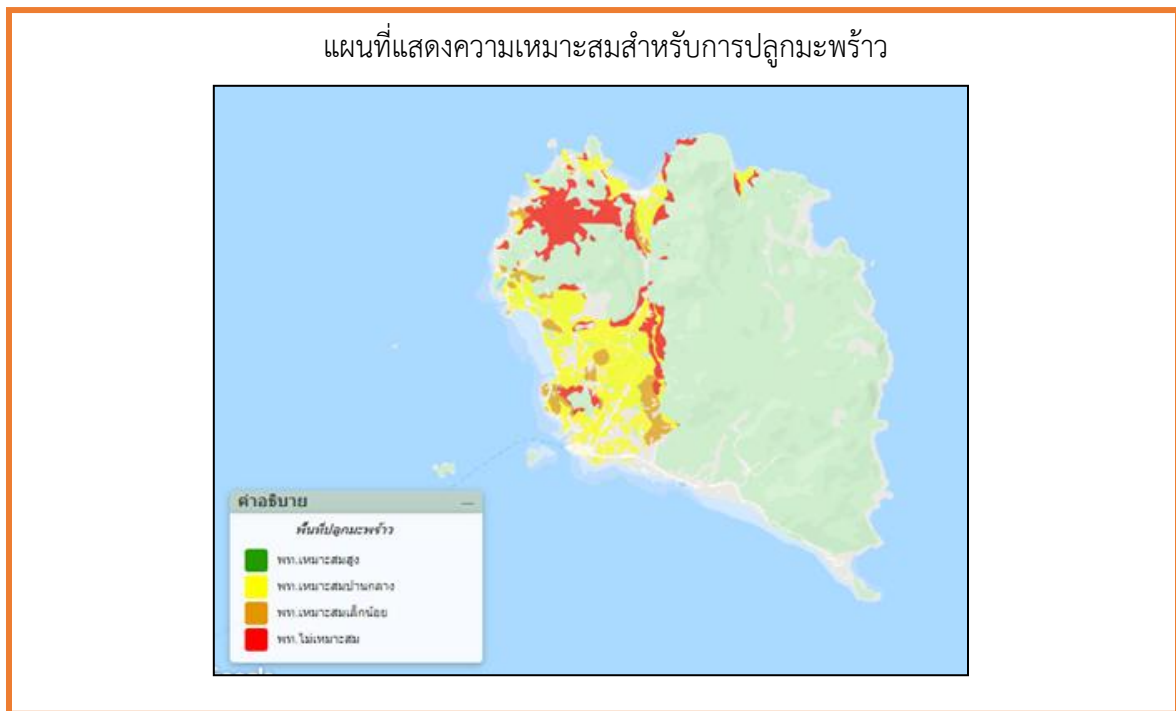 แผนที่แสดงความเหมาะสมสำหรับการปลูกมะพร้าว
คำอธิบาย
พื้นที่ปลูกมะพร้าว
พท.เหมาะสมสูง
พท.เหมาะสมปานกลาง
พท.เหมาะสมเล็กน้อย
พท.ไม่เหมาะสม